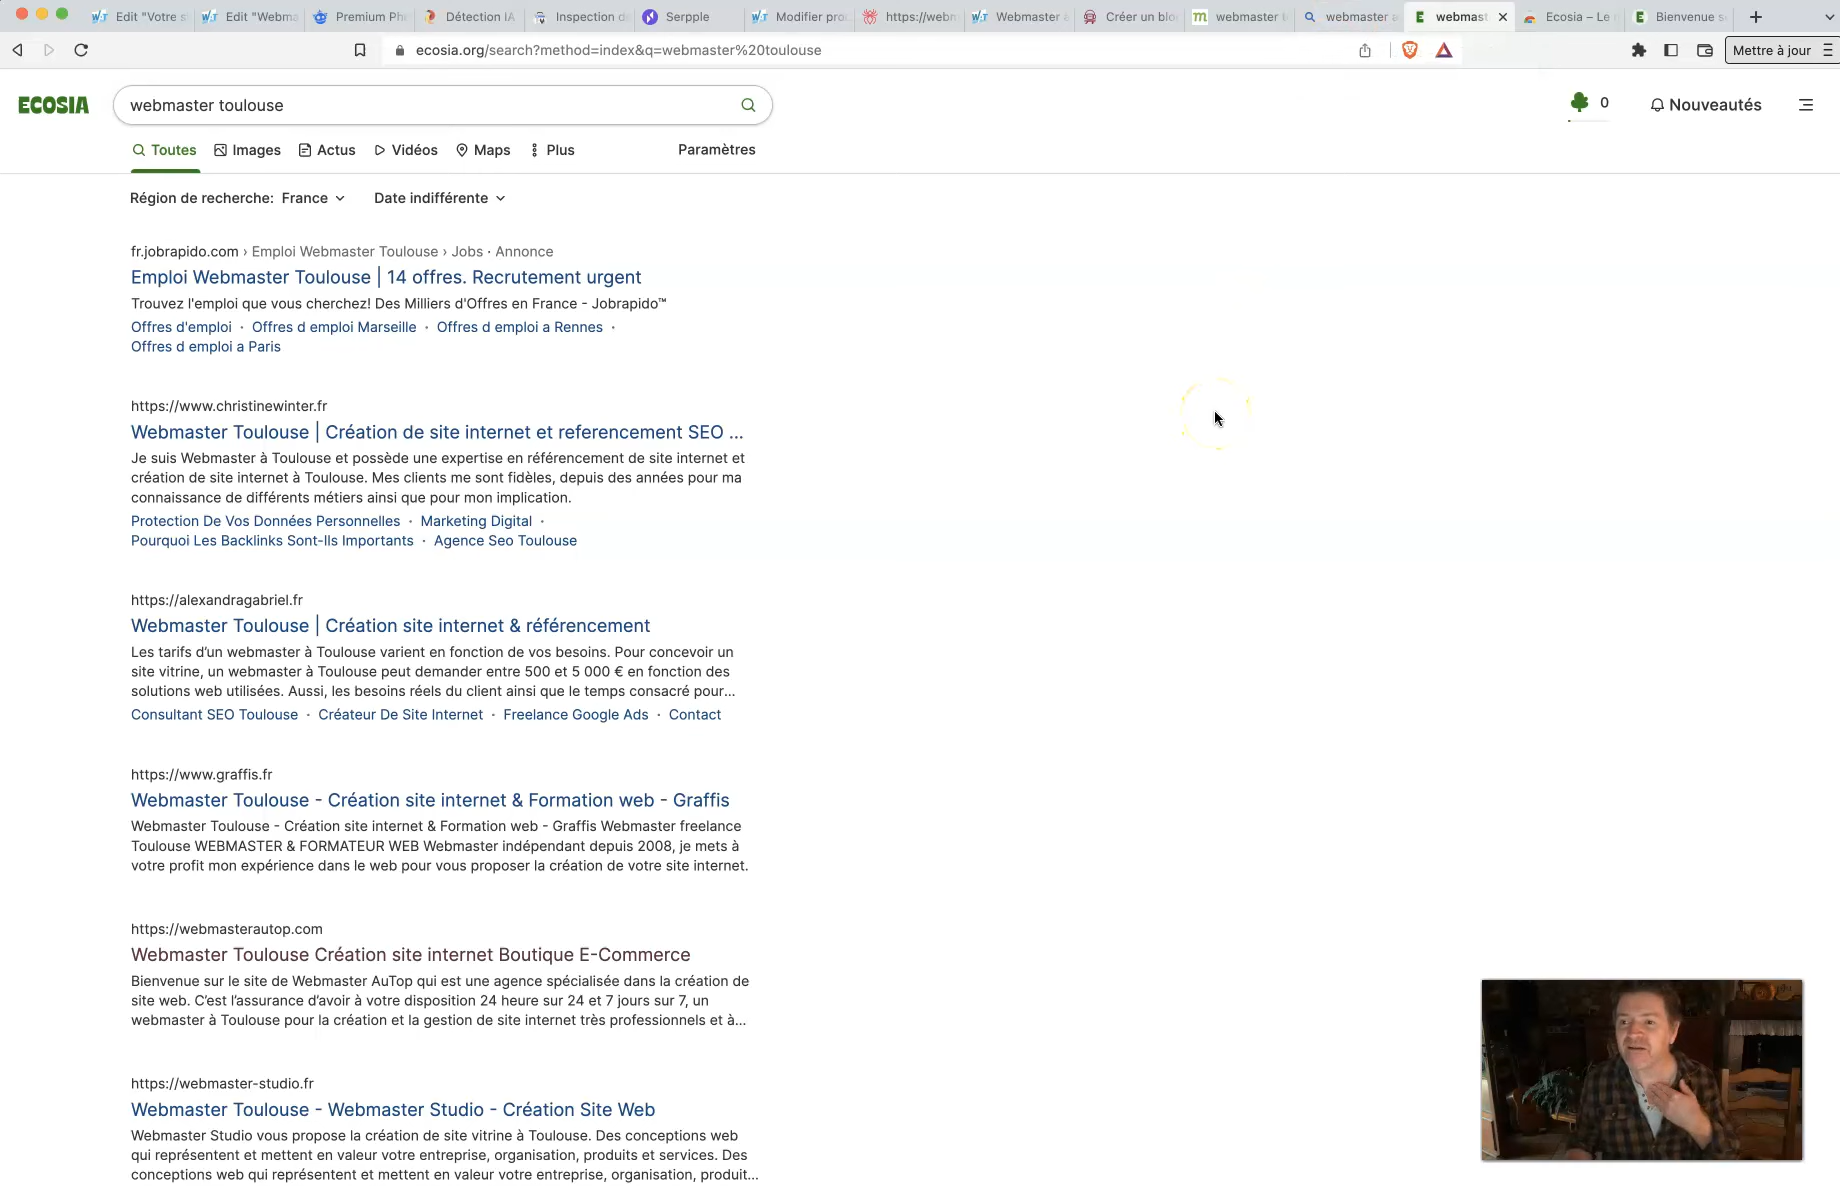 Edit "Votre s
Edit "Webma
Premium Ph
Détection IA
Inspection d
Serpple
Modifier pro
https://webm
Webmaster a
Créer un blo
webmaster
webmaster a
webmast
Ecosia – Le
Bienvenue s
ecosia.org/search?method=index&q=webmaster%20toulouse
Mettre à jour
ECOSIA
webmaster toulouse
0
Nouveautés
Toutes
Images
Actus
Vidéos
Maps
Plus
Paramètres
Région de recherche: France
Date indifférente
fr.jobrapido.com › Emploi Webmaster Toulouse › Jobs · Annonce
Emploi Webmaster Toulouse | 14 offres. Recrutement urgent
Trouvez l'emploi que vous cherchez! Des Milliers d'Offres en France - Jobrapido™
Offres d'emploi · Offres d emploi Marseille · Offres d emploi a Rennes ·
Offres d emploi a Paris
https://www.christinewinter.fr
Webmaster Toulouse | Création de site internet et referencement SEO ...
Je suis Webmaster à Toulouse et possède une expertise en référencement de site internet et
création de site internet à Toulouse. Mes clients me sont fidèles, depuis des années pour ma
connaissance de différents métiers ainsi que pour mon implication.
Protection De Vos Données Personnelles · Marketing Digital ·
Pourquoi Les Backlinks Sont-Ils Importants · Agence Seo Toulouse
https://alexandragabriel.fr
Webmaster Toulouse | Création site internet & référencement
Les tarifs d’un webmaster à Toulouse varient en fonction de vos besoins. Pour concevoir un
site vitrine, un webmaster à Toulouse peut demander entre 500 et 5 000 € en fonction des
solutions web utilisées. Aussi, les besoins réels du client ainsi que le temps consacré pour...
Consultant SEO Toulouse · Créateur De Site Internet · Freelance Google Ads · Contact
https://www.graffis.fr
Webmaster Toulouse - Création site internet & Formation web - Graffis
Webmaster Toulouse - Création site internet & Formation web - Graffis Webmaster freelance
Toulouse WEBMASTER & FORMATEUR WEB Webmaster indépendant depuis 2008, je mets à
votre profit mon expérience dans le web pour vous proposer la création de votre site internet.
https://webmasterautop.com
Webmaster Toulouse Création site internet Boutique E-Commerce
Bienvenue sur le site de Webmaster AuTop qui est une agence spécialisée dans la création de
site web. C’est l’assurance d’avoir à votre disposition 24 heure sur 24 et 7 jours sur 7, un
webmaster à Toulouse pour la création et la gestion de site internet très professionnels et à...
https://webmaster-studio.fr
Webmaster Toulouse - Webmaster Studio - Création Site Web
Webmaster Studio vous propose la création de site vitrine à Toulouse. Des conceptions web
qui représentent et mettent en valeur votre entreprise, organisation, produits et services. Des
conceptions web qui représentent et mettent en valeur votre entreprise, organisation, produit...